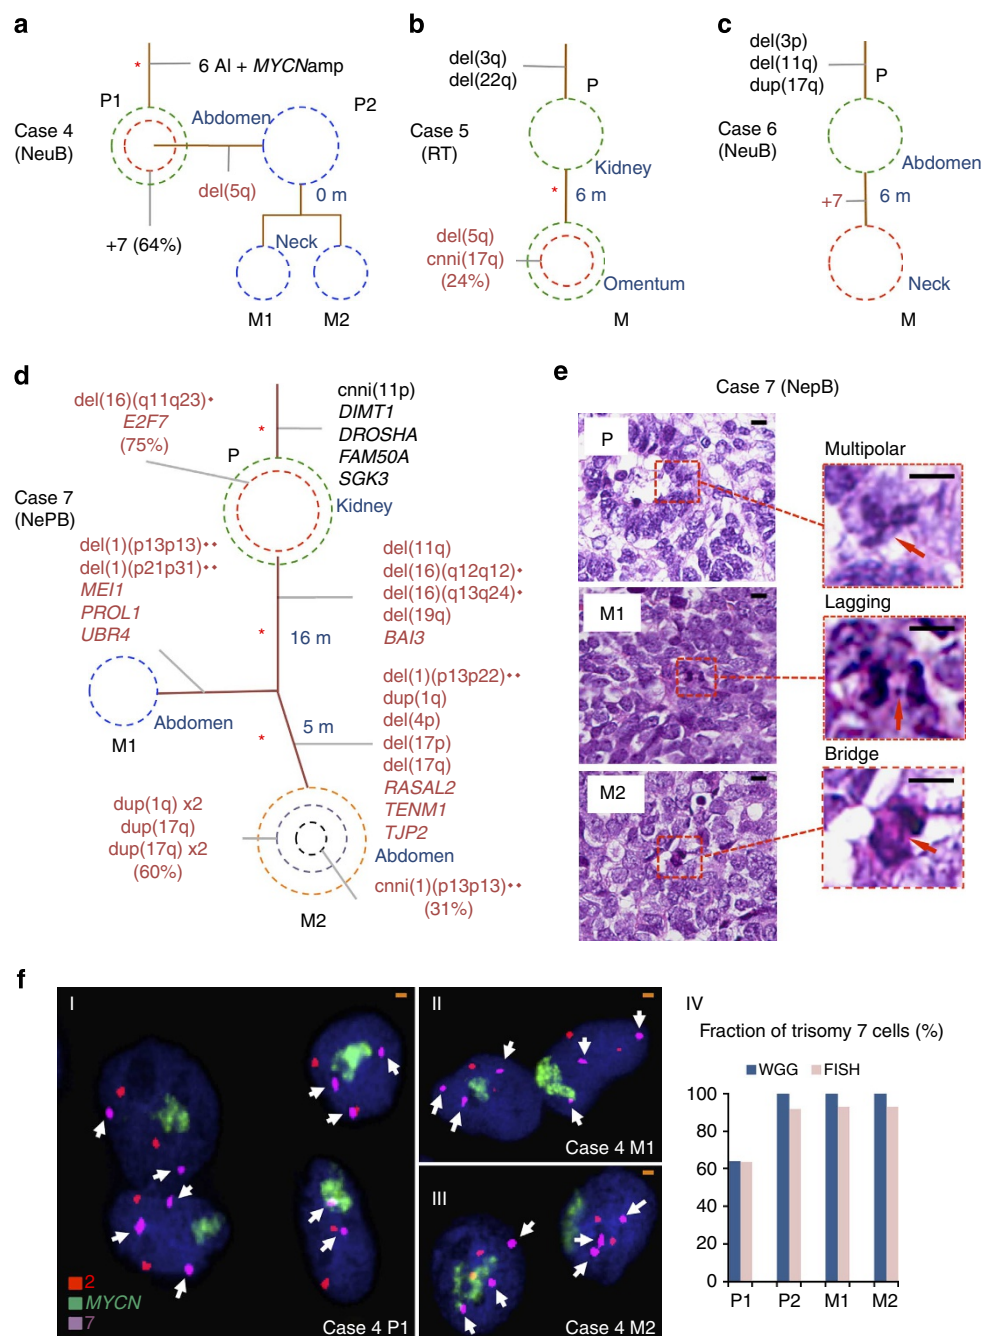 a
*
6 AI + MYCNamp
P1
P2
Abdomen
Case 4
(NeuB)
del(5q)
0 m
+7 (64%)
Neck
M1
M2
b
del(3q)
del(22q)
P
Case 5
(RT)
Kidney
*
6 m
del(5q)
cnni(17q)
(24%)
Omentum
M
c
del(3p)
del(11q)
dup(17q)
P
Case 6
(NeuB)
Abdomen
+7
6 m
Neck
M
d
del(16)(q11q23)◆
E2F7
(75%)
*
cnni(11p)
DIMT1
DROSHA
FAM50A
SGK3
P
Case 7
(NePB)
Kidney
del(1)(p13p13)◆◆
del(1)(p21p31)◆◆
MEI1
PROL1
UBR4
del(11q)
del(16)(q12q12)◆
del(16)(q13q24)◆
del(19q)
BAI3
*
16 m
Abdomen
M1
*
5 m
del(1)(p13p22)◆◆
dup(1q)
del(4p)
del(17p)
del(17q)
RASAL2
TENM1
TJP2
Abdomen
dup(1q) x2
dup(17q)
dup(17q) x2
(60%)
cnni(1)(p13p13)◆◆
(31%)
M2
e
Case 7 (NepB)
P
Multipolar
M1
Lagging
M2
Bridge
f
I
2
MYCN
7
Case 4 P1
II
Case 4 M1
III
Case 4 M2
IV
Fraction of trisomy 7 cells (%)
WGG
FISH
100
80
60
40
20
0
P1
P2
M1
M2